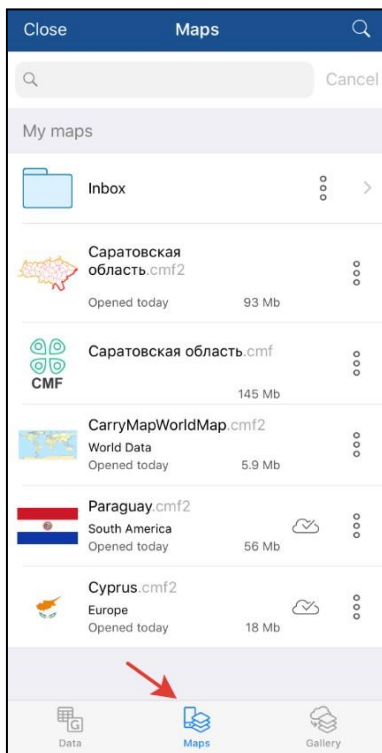 Close Maps
Cancel
My maps
Inbox
Саратовская
область.cmf2
Opened today 93 Mb
CMF
Саратовская область.cmf
145 Mb
CarryMapWorldMap.cmf2
World Data
Opened today 5.9 Mb
Paraguay.cmf2
South America
Opened today 56 Mb
Cyprus.cmf2
Europe
Opened today 18 Mb
G
Data Maps Gallery